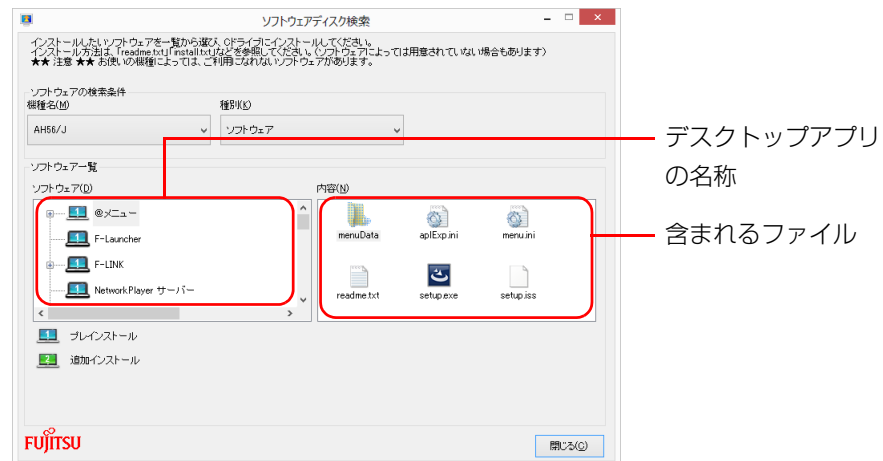 ソフトウェアディスク検索
インストールしたいソフトウェアを一覧から選び、Cドライブにインストールしてください。
インストール方法は、「readme.txt」「install.txt」などを参照してください。(ソフトウェアによっては用意されていない場合もあります)
★★ 注意 ★★ お使いの機種によっては、ご利用になれないソフトウェアがあります。
ソフトウェアの検索条件
機種名(M)
種別(K)
AH56/J
ソフトウェア
デスクトップアプリ
の名称
ソフトウェア一覧
ソフトウェア(D)
内容(N)
@メニュー
F-Launcher
F-LINK
NetworkPlayer サーバー
menuData
aplExp.ini
menu.ini
readme.txt
setup.exe
setup.iss
含まれるファイル
1 プレインストール
2 追加インストール
FUJITSU
閉じる(C)